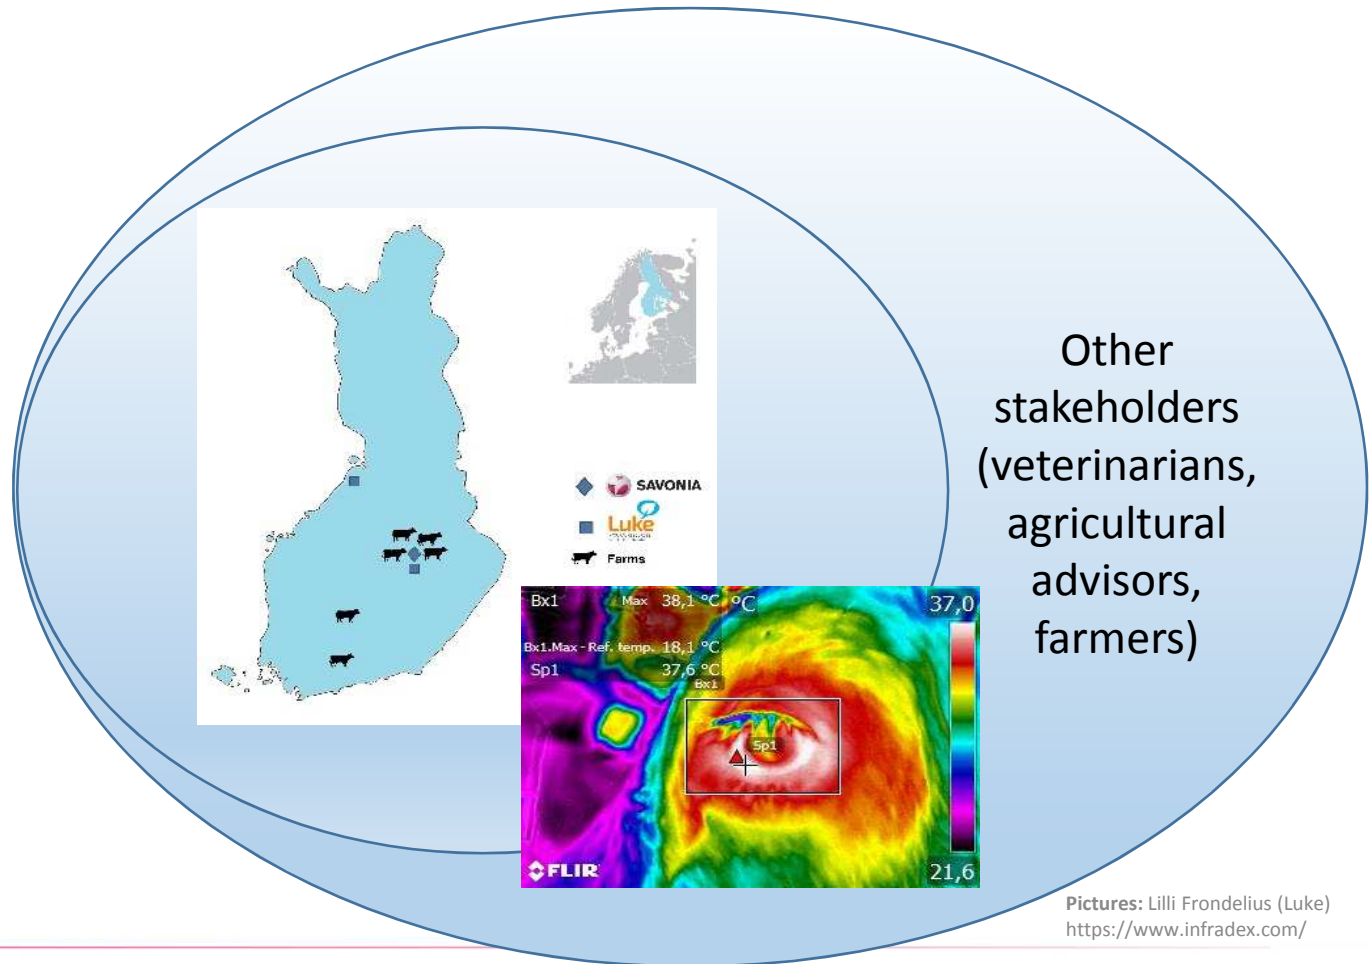 SAVONIA
Luke
Farms
Other
stakeholders
(veterinarians,
agricultural
advisors,
farmers)
Bx1 Max 38,1 °C °C 37,0
Bx1.Max - Ref. temp. 18,1 °C
Sp1 37,6 °C
Bx1
Sp1
FLIR 21,6
Pictures: Lilli Frondelius (Luke)
https://www.infradex.com/